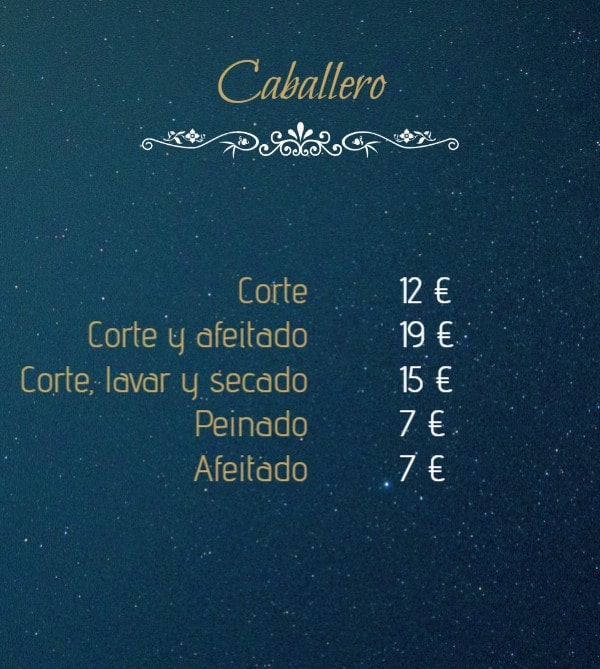 Caballero
Corte 12 €
Corte y afeitado 19 €
Corte, lavar y secado 15 €
Peinado 7 €
Afeitado 7 €